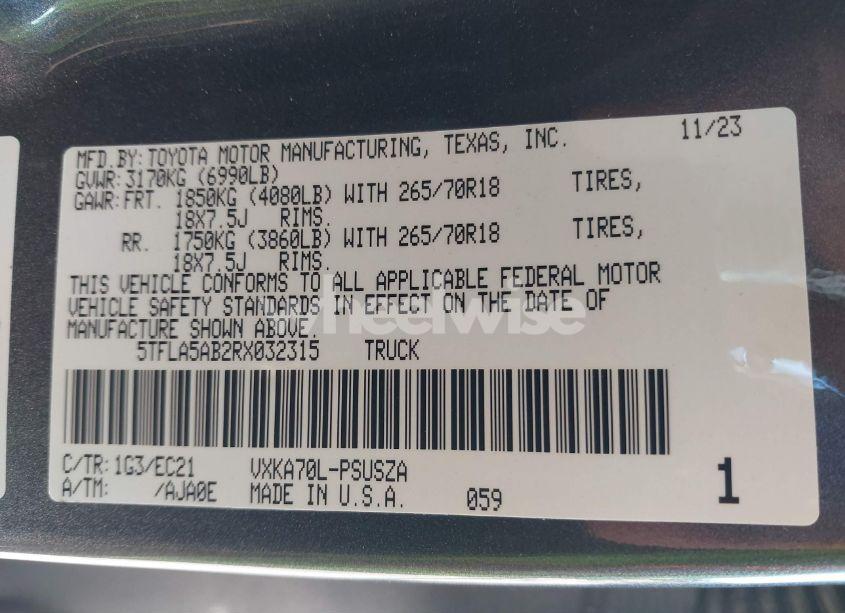 MFD.BY: TOYOTA MOTOR MANUFACTURING, TEXAS, INC. 11/23
GVWR: 3170KG (6990LB)
GAWR: FRT. 1850KG (4080LB) WITH 265/70R18 TIRES,
18X7.5J RIMS.
RR. 1750KG (3860LB) WITH 265/70R18 TIRES,
18X7.5J RIMS.
THIS VEHICLE CONFORMS TO ALL APPLICABLE FEDERAL MOTOR
VEHICLE SAFETY STANDARDS IN EFFECT ON THE DATE OF
MANUFACTURE SHOWN ABOVE.
wheelwise
5TFLA5AB2RX032315 TRUCK
C/TR: 1G3/EC21 VXKA70L-PSUSZA
A/TM: /AJA0E MADE IN U.S.A. 059 1